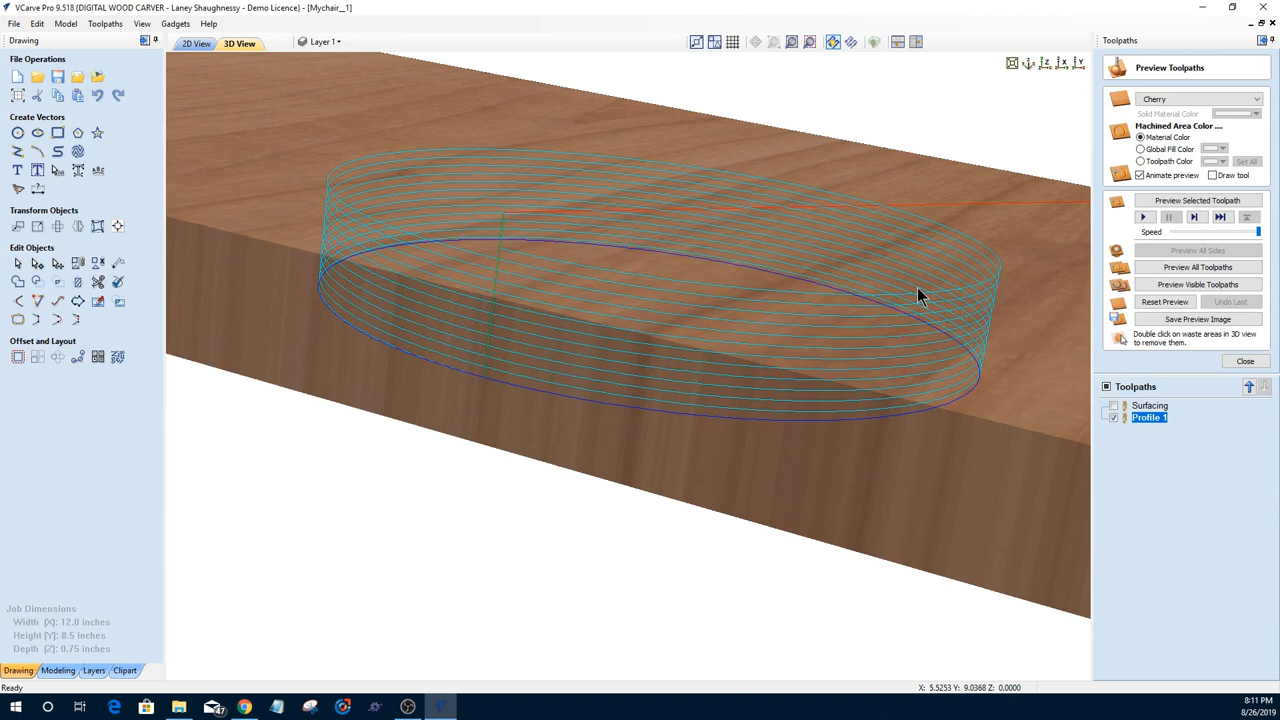 VCarve Pro 9.518 {DIGITAL WOOD CARVER - Laney Shaughnessy - Demo Licence} - [Mychair__1]
File Edit Model Toolpaths View Gadgets Help
Drawing
2D View
3D View
Layer 1
Toolpaths
File Operations
Create Vectors
Transform Objects
Edit Objects
Offset and Layout
Job Dimensions
Width (X): 12.0 inches
Height (Y): 8.5 inches
Depth (Z): 0.75 inches
Drawing Modeling Layers Clipart
Ready
X: 5.5253 Y: 9.0368 Z: 0.0000
Z
X
Y
Preview Toolpaths
Cherry
Solid Material Color
Machined Area Color ....
Material Color
Global Fill Color
Toolpath Color
Set All
Animate preview
Draw tool
Preview Selected Toolpath
Speed
Preview All Sides
Preview All Toolpaths
Preview Visible Toolpaths
Reset Preview
Undo Last
Save Preview Image
Double click on waste areas in 3D view
to remove them.
Close
Toolpaths
Surfacing
Profile 1
47
8:11 PM
8/26/2019